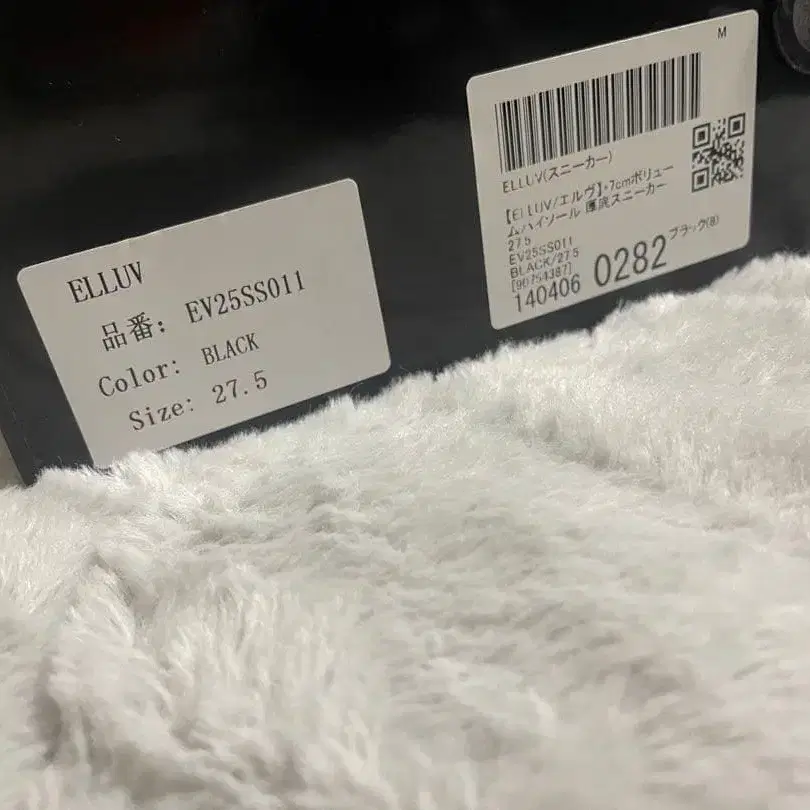 ELLUV
品番: EV25SS011
Color: BLACK
Size: 27.5
M
ELLUV(スニーカー)
【ELLUV/エルヴ】+7cmボリュー
ムハイソール 厚底スニーカー
27.5
EV25SS011
BLACK/27.5
[90754387]
140406 0282 ブラック(8)